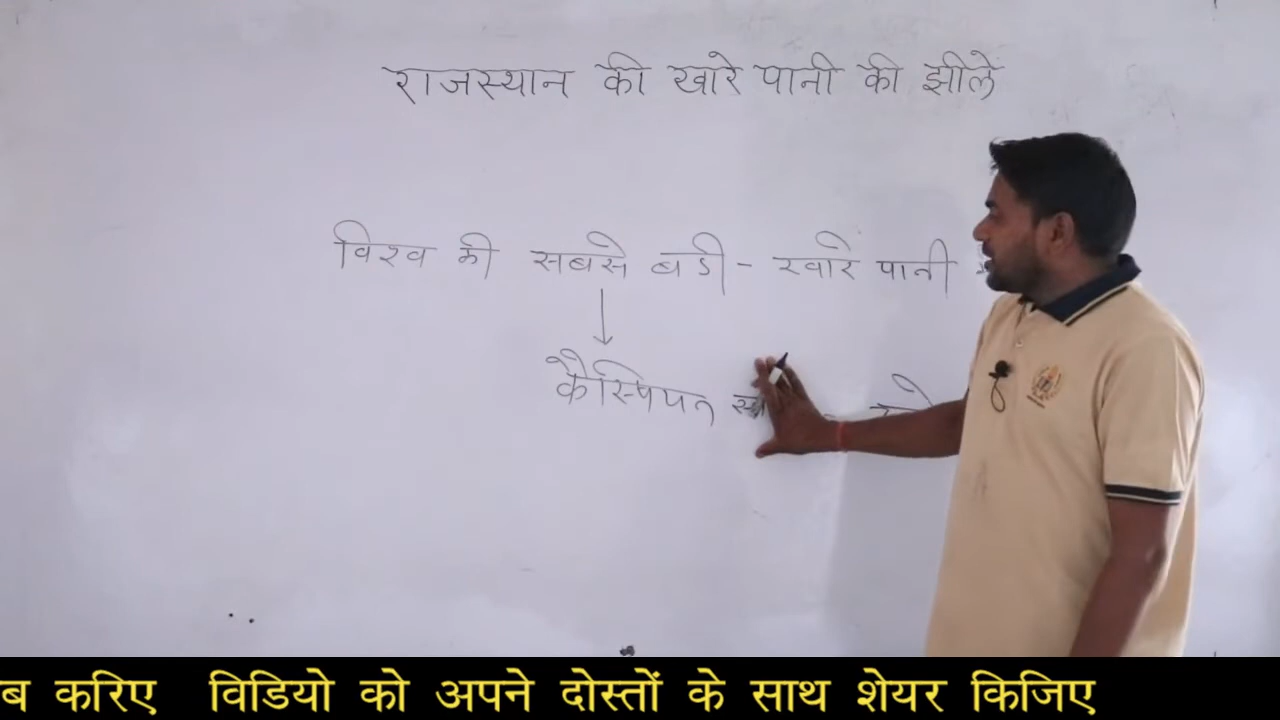 राजस्थान की खारे पानी की झीलें
विश्व की सबसे बडी - खारे पानी
कैस्पियन
ब करिए विडियो को अपने दोस्तों के साथ शेयर किजिए